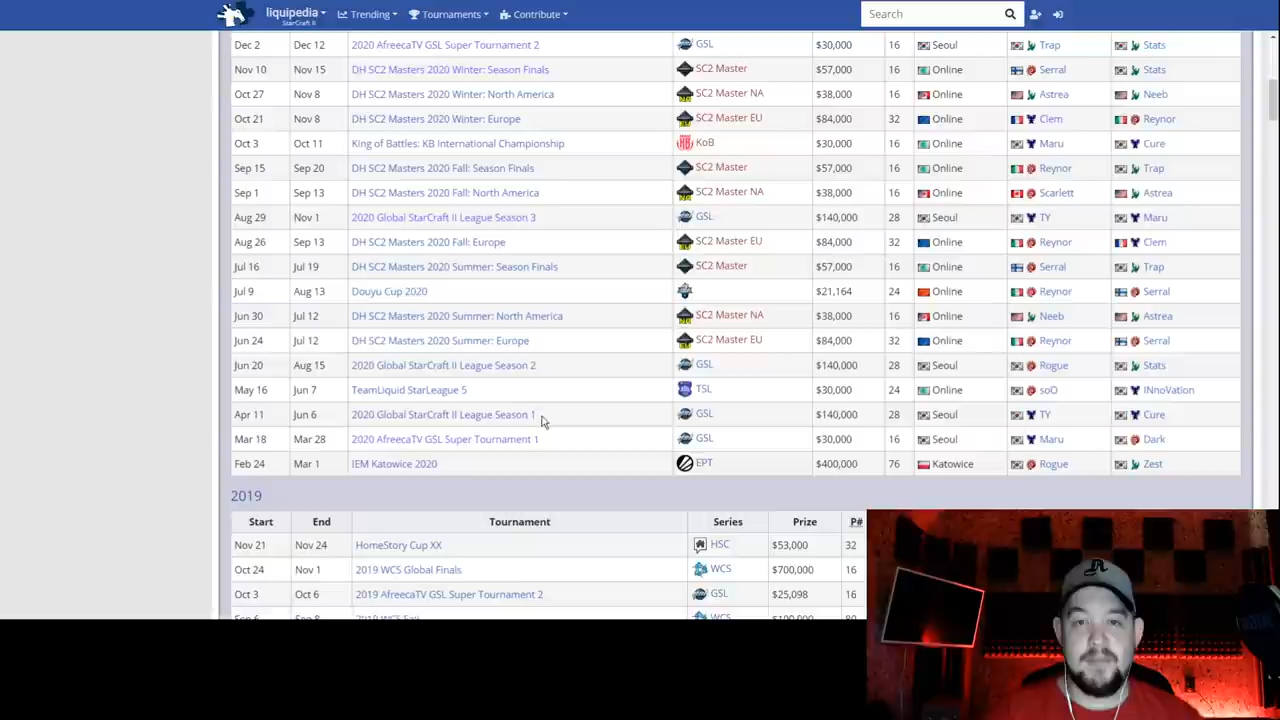 liquipedia Trending Tournaments Contribute Search
StarCraft II
Dec 2 Dec 12 2020 AfreecaTV GSL Super Tournament 2 GSL $30,000 16 Seoul Trap Stats
Nov 10 Nov 15 DH SC2 Masters 2020 Winter: Season Finals SC2 Master $57,000 16 Online Serral Stats
Oct 27 Nov 8 DH SC2 Masters 2020 Winter: North America SC2 Master NA $38,000 16 Online Astrea Neeb
Oct 21 Nov 8 DH SC2 Masters 2020 Winter: Europe SC2 Master EU $84,000 32 Online Clem Reynor
Oct 3 Oct 11 King of Battles: KB International Championship KoB $30,000 16 Online Maru Cure
Sep 15 Sep 20 DH SC2 Masters 2020 Fall: Season Finals SC2 Master $57,000 16 Online Reynor Trap
Sep 1 Sep 13 DH SC2 Masters 2020 Fall: North America SC2 Master NA $38,000 16 Online Scarlett Astrea
Aug 29 Nov 1 2020 Global StarCraft II League Season 3 GSL $140,000 28 Seoul TY Maru
Aug 26 Sep 13 DH SC2 Masters 2020 Fall: Europe SC2 Master EU $84,000 32 Online Reynor Clem
Jul 16 Jul 19 DH SC2 Masters 2020 Summer: Season Finals SC2 Master $57,000 16 Online Serral Trap
Jul 9 Aug 13 Douyu Cup 2020 $21,164 24 Online Reynor Serral
Jun 30 Jul 12 DH SC2 Masters 2020 Summer: North America SC2 Master NA $38,000 16 Online Neeb Astrea
Jun 24 Jul 12 DH SC2 Masters 2020 Summer: Europe SC2 Master EU $84,000 32 Online Reynor Serral
Jun 20 Aug 15 2020 Global StarCraft II League Season 2 GSL $140,000 28 Seoul Rogue Stats
May 16 Jun 7 TeamLiquid StarLeague 5 TSL $30,000 24 Online soO INnoVation
Apr 11 Jun 6 2020 Global StarCraft II League Season 1 GSL $140,000 28 Seoul TY Cure
Mar 18 Mar 28 2020 AfreecaTV GSL Super Tournament 1 GSL $30,000 16 Seoul Maru Dark
Feb 24 Mar 1 IEM Katowice 2020 EPT $400,000 76 Katowice Rogue Zest
2019
Start End Tournament Series Prize P#
Nov 21 Nov 24 HomeStory Cup XX HSC $53,000 32
Oct 24 Nov 1 2019 WCS Global Finals WCS $700,000 16
Oct 3 Oct 6 2019 AfreecaTV GSL Super Tournament 2 GSL $25,098 16